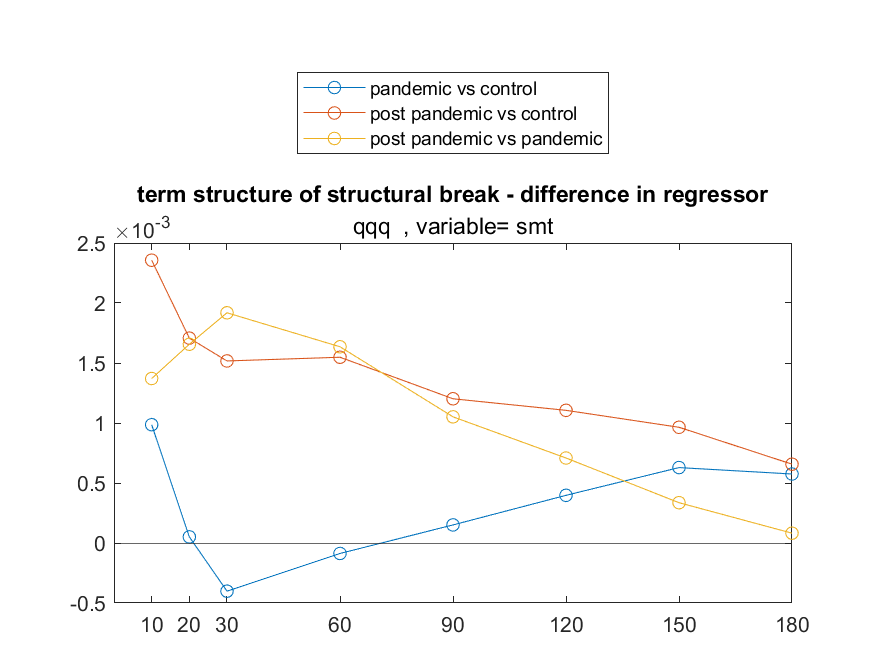 pandemic vs control
post pandemic vs control
post pandemic vs pandemic
term structure of structural break - difference in regressor
qqq , variable= smt
×10-3
2.5
2
1.5
1
0.5
0
-0.5
10 20 30 60 90 120 150 180